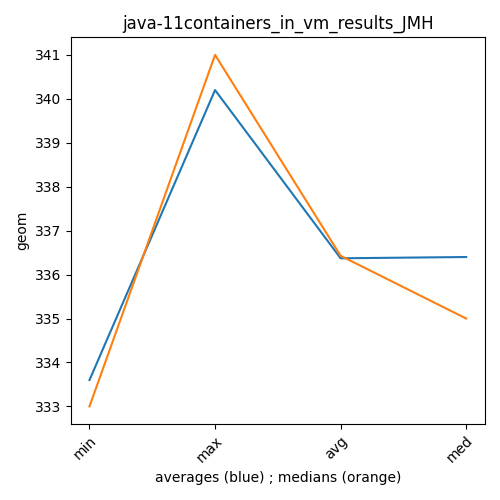 java-11containers_in_vm_results_JMH
341
340
339
338
337
336
335
334
333
geom
min
max
avg
med
averages (blue) ; medians (orange)